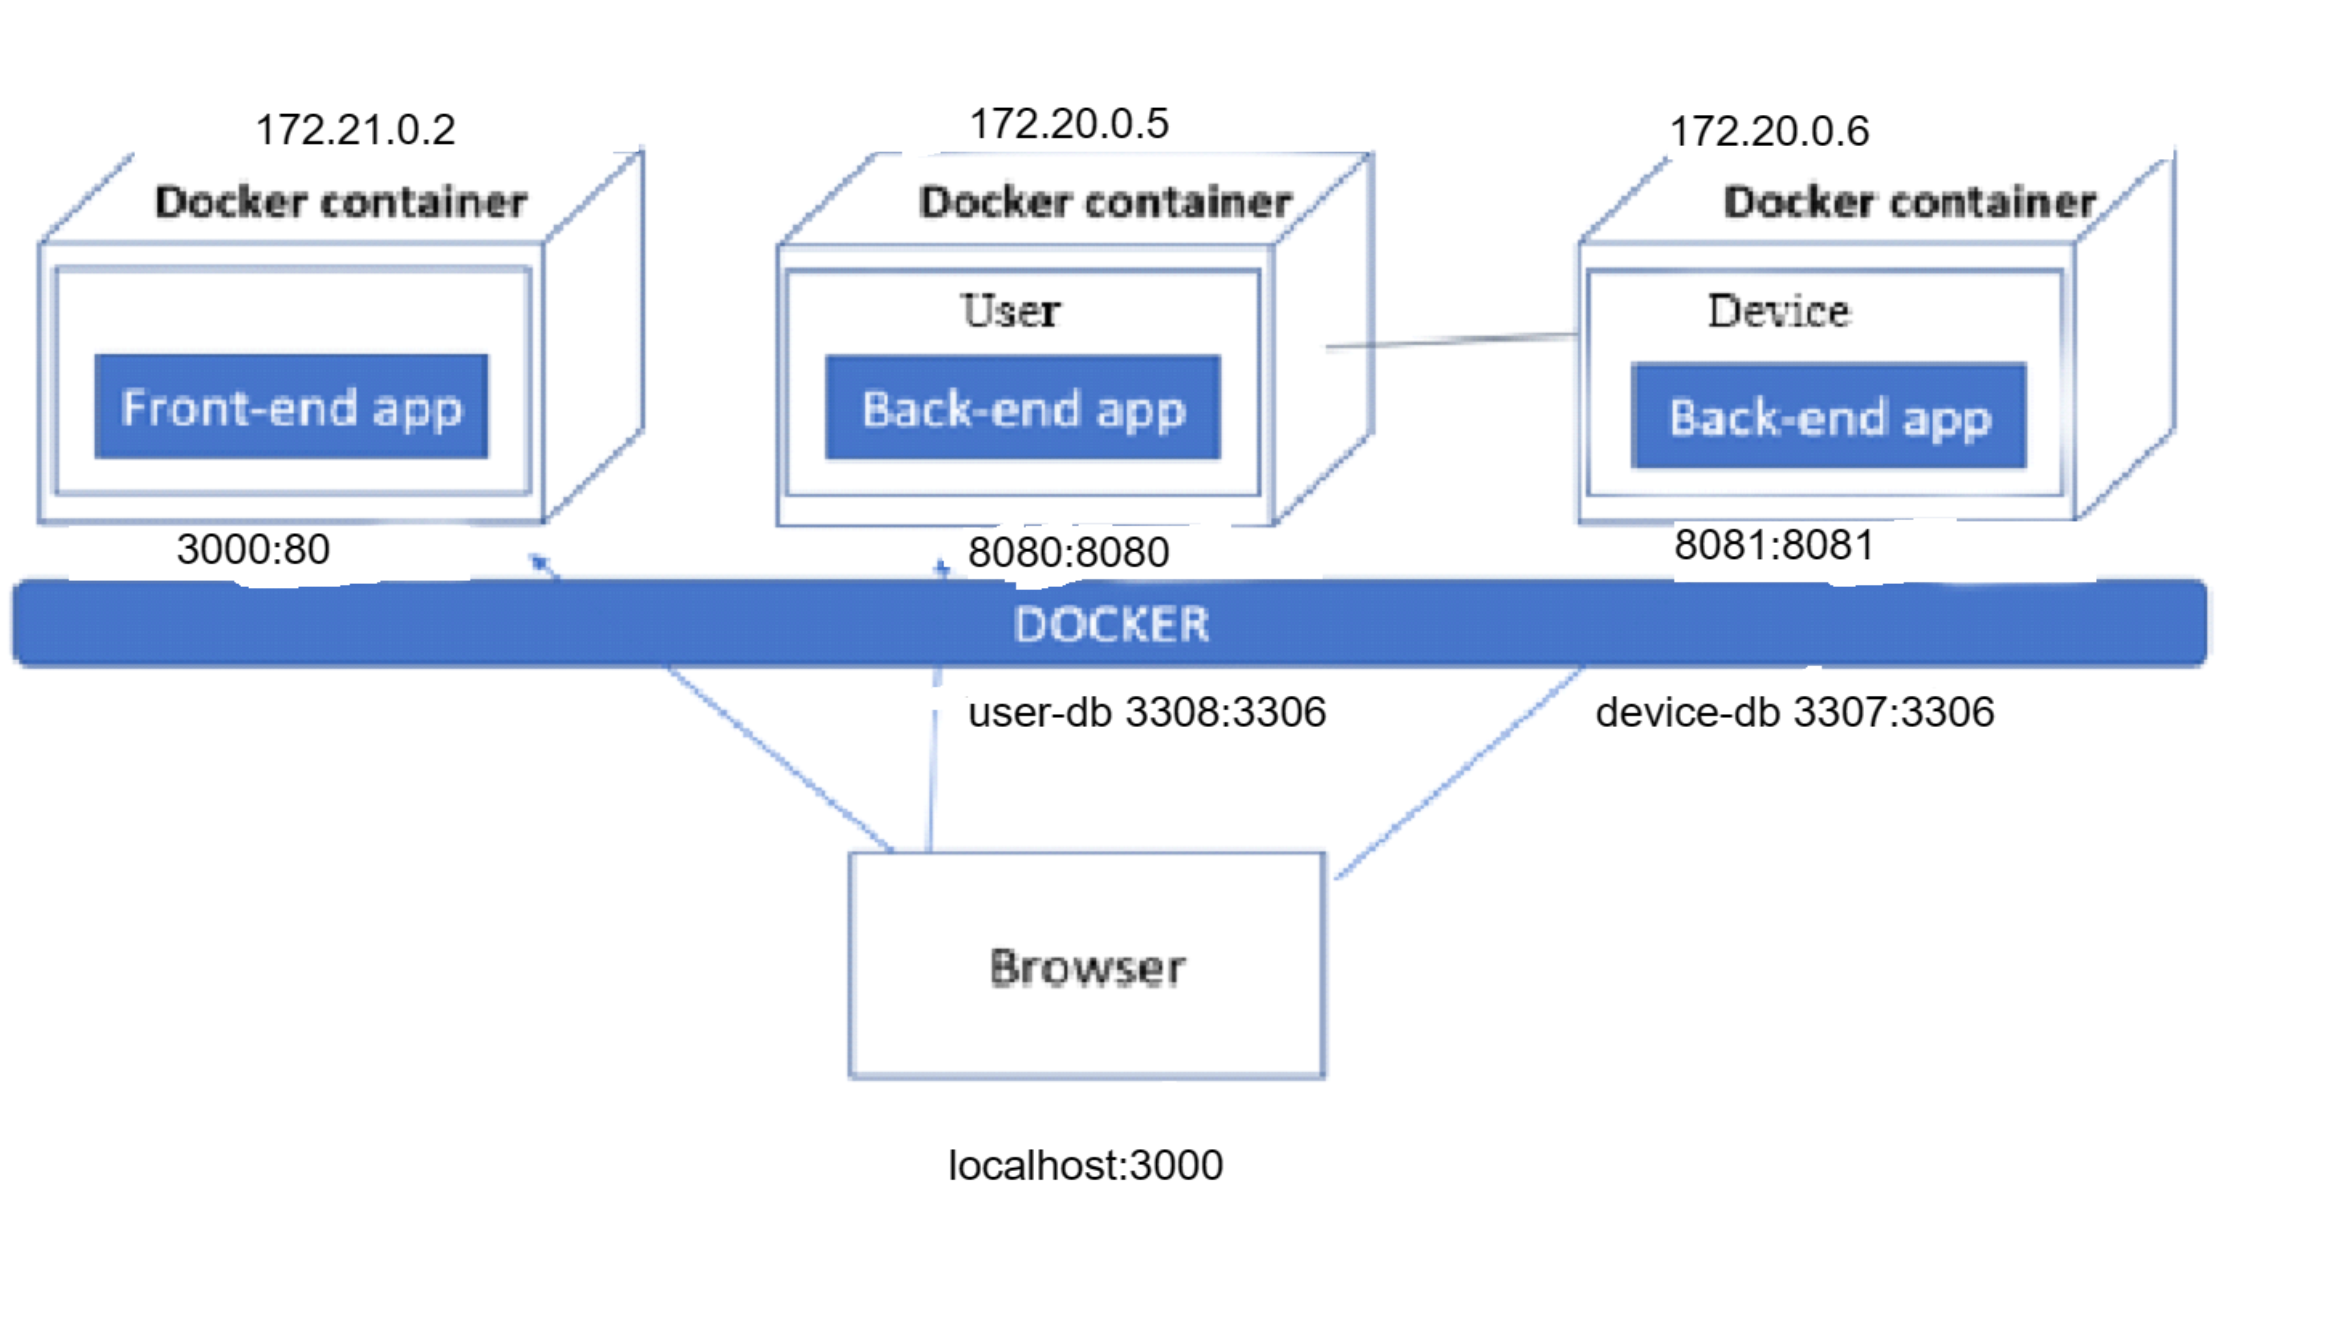 172.21.0.2
172.20.0.5
172.20.0.6
Docker container
Docker container
Docker container
User
Device
Front-end app
Back-end app
Back-end app
3000:80
8080:8080
8081:8081
DOCKER
user-db 3308:3306
device-db 3307:3306
Browser
localhost:3000